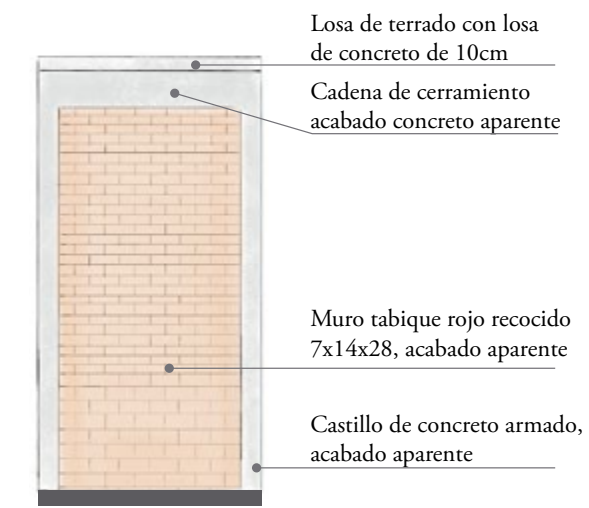 Losa de terrado con losa
de concreto de 10cm
Cadena de cerramiento
acabado concreto aparente
Muro tabique rojo recocido
7x14x28, acabado aparente
Castillo de concreto armado,
acabado aparente